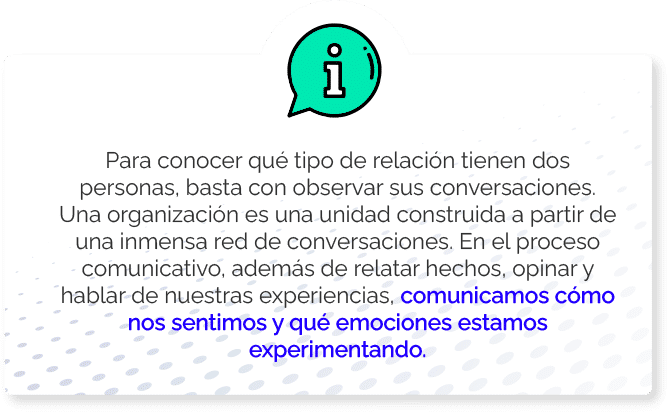 Para conocer qué tipo de relación tienen dos
personas, basta con observar sus conversaciones.
Una organización es una unidad construida a partir de
una inmensa red de conversaciones. En el proceso
comunicativo, además de relatar hechos, opinar y
hablar de nuestras experiencias, comunicamos cómo
nos sentimos y qué emociones estamos
experimentando.